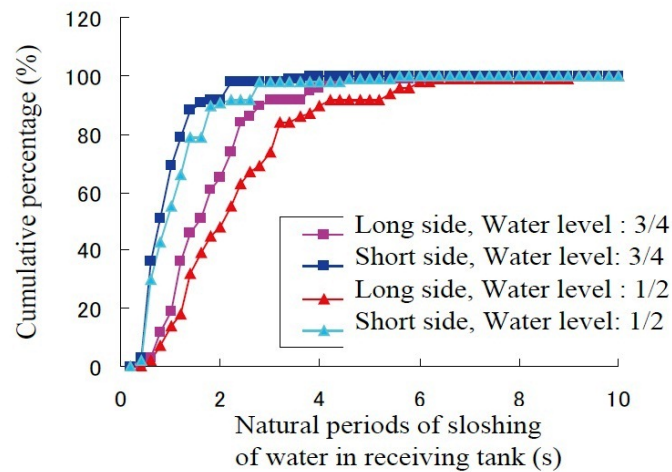 Cumulative percentage (%)
120
100
80
60
40
20
0
Long side, Water level : 3/4
Short side, Water level: 3/4
Long side, Water level : 1/2
Short side, Water level: 1/2
0 2 4 6 8 10
Natural periods of sloshing
of water in receiving tank (s)